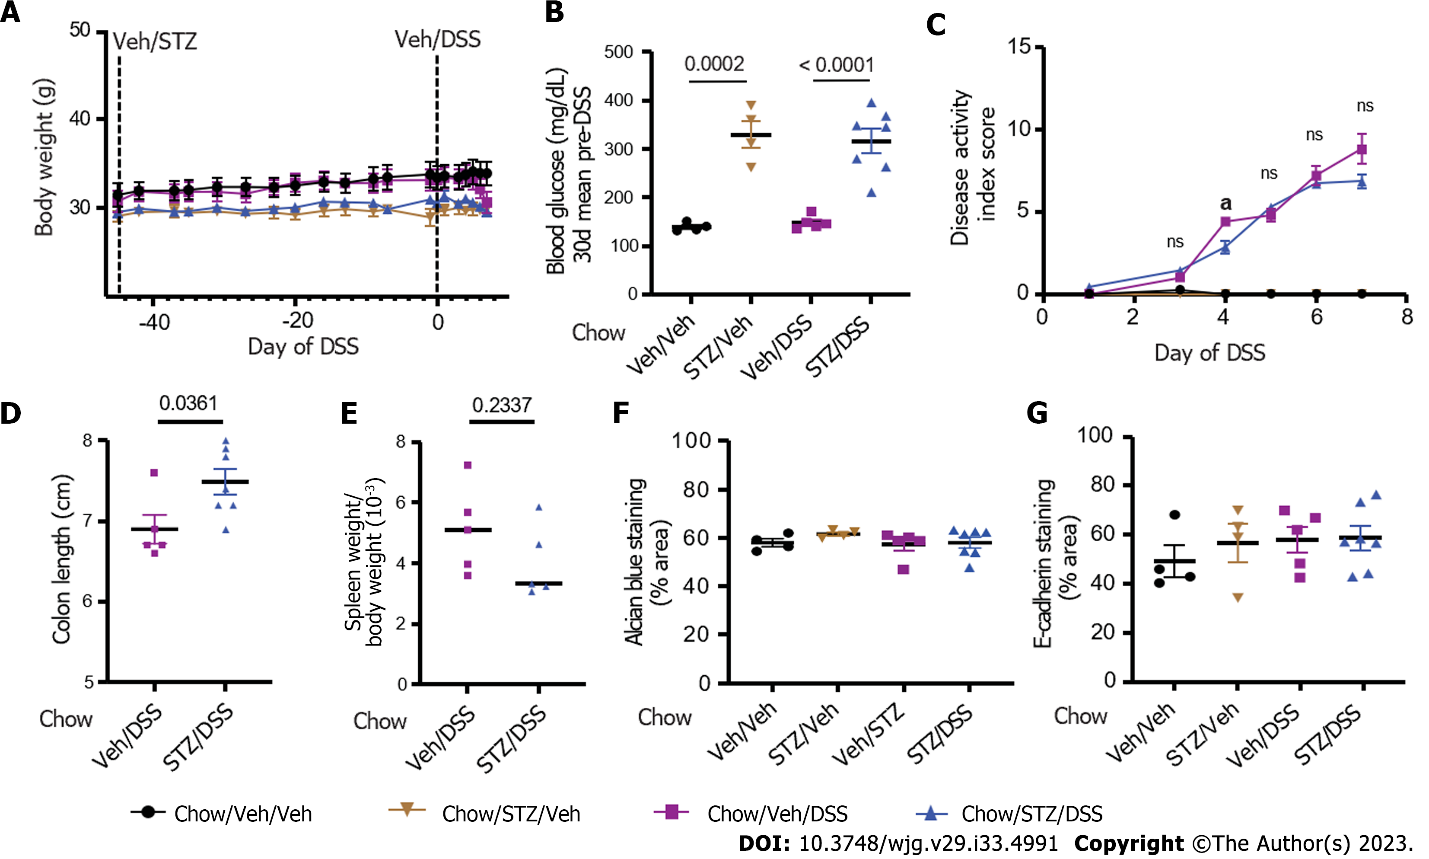 A
Body weight (g)
50
40
30
Veh/STZ
Veh/DSS
-40
-20
0
Day of DSS
B
Blood glucose (mg/dL)
30d mean pre-DSS
500
400
300
200
100
0
0.0002
< 0.0001
Chow
Veh/Veh
STZ/Veh
Veh/DSS
STZ/DSS
C
Disease activity
index score
15
10
5
0
ns
a
ns
ns
ns
0
2
4
6
8
Day of DSS
D
Colon length (cm)
8
7
6
5
0.0361
Chow
Veh/DSS
STZ/DSS
E
Spleen weight/
body weight (10-3)
8
6
4
2
0
0.2337
Chow
Veh/DSS
STZ/DSS
F
Alcian blue staining
(% area)
100
80
60
40
20
0
Chow
Veh/Veh
STZ/Veh
Veh/STZ
STZ/DSS
G
E-cadherin staining
(% area)
100
80
60
40
20
0
Chow
Veh/Veh
STZ/Veh
Veh/DSS
STZ/DSS
Chow/Veh/Veh
Chow/STZ/Veh
Chow/Veh/DSS
Chow/STZ/DSS
DOI: 10.3748/wjg.v29.i33.4991 Copyright ©The Author(s) 2023.